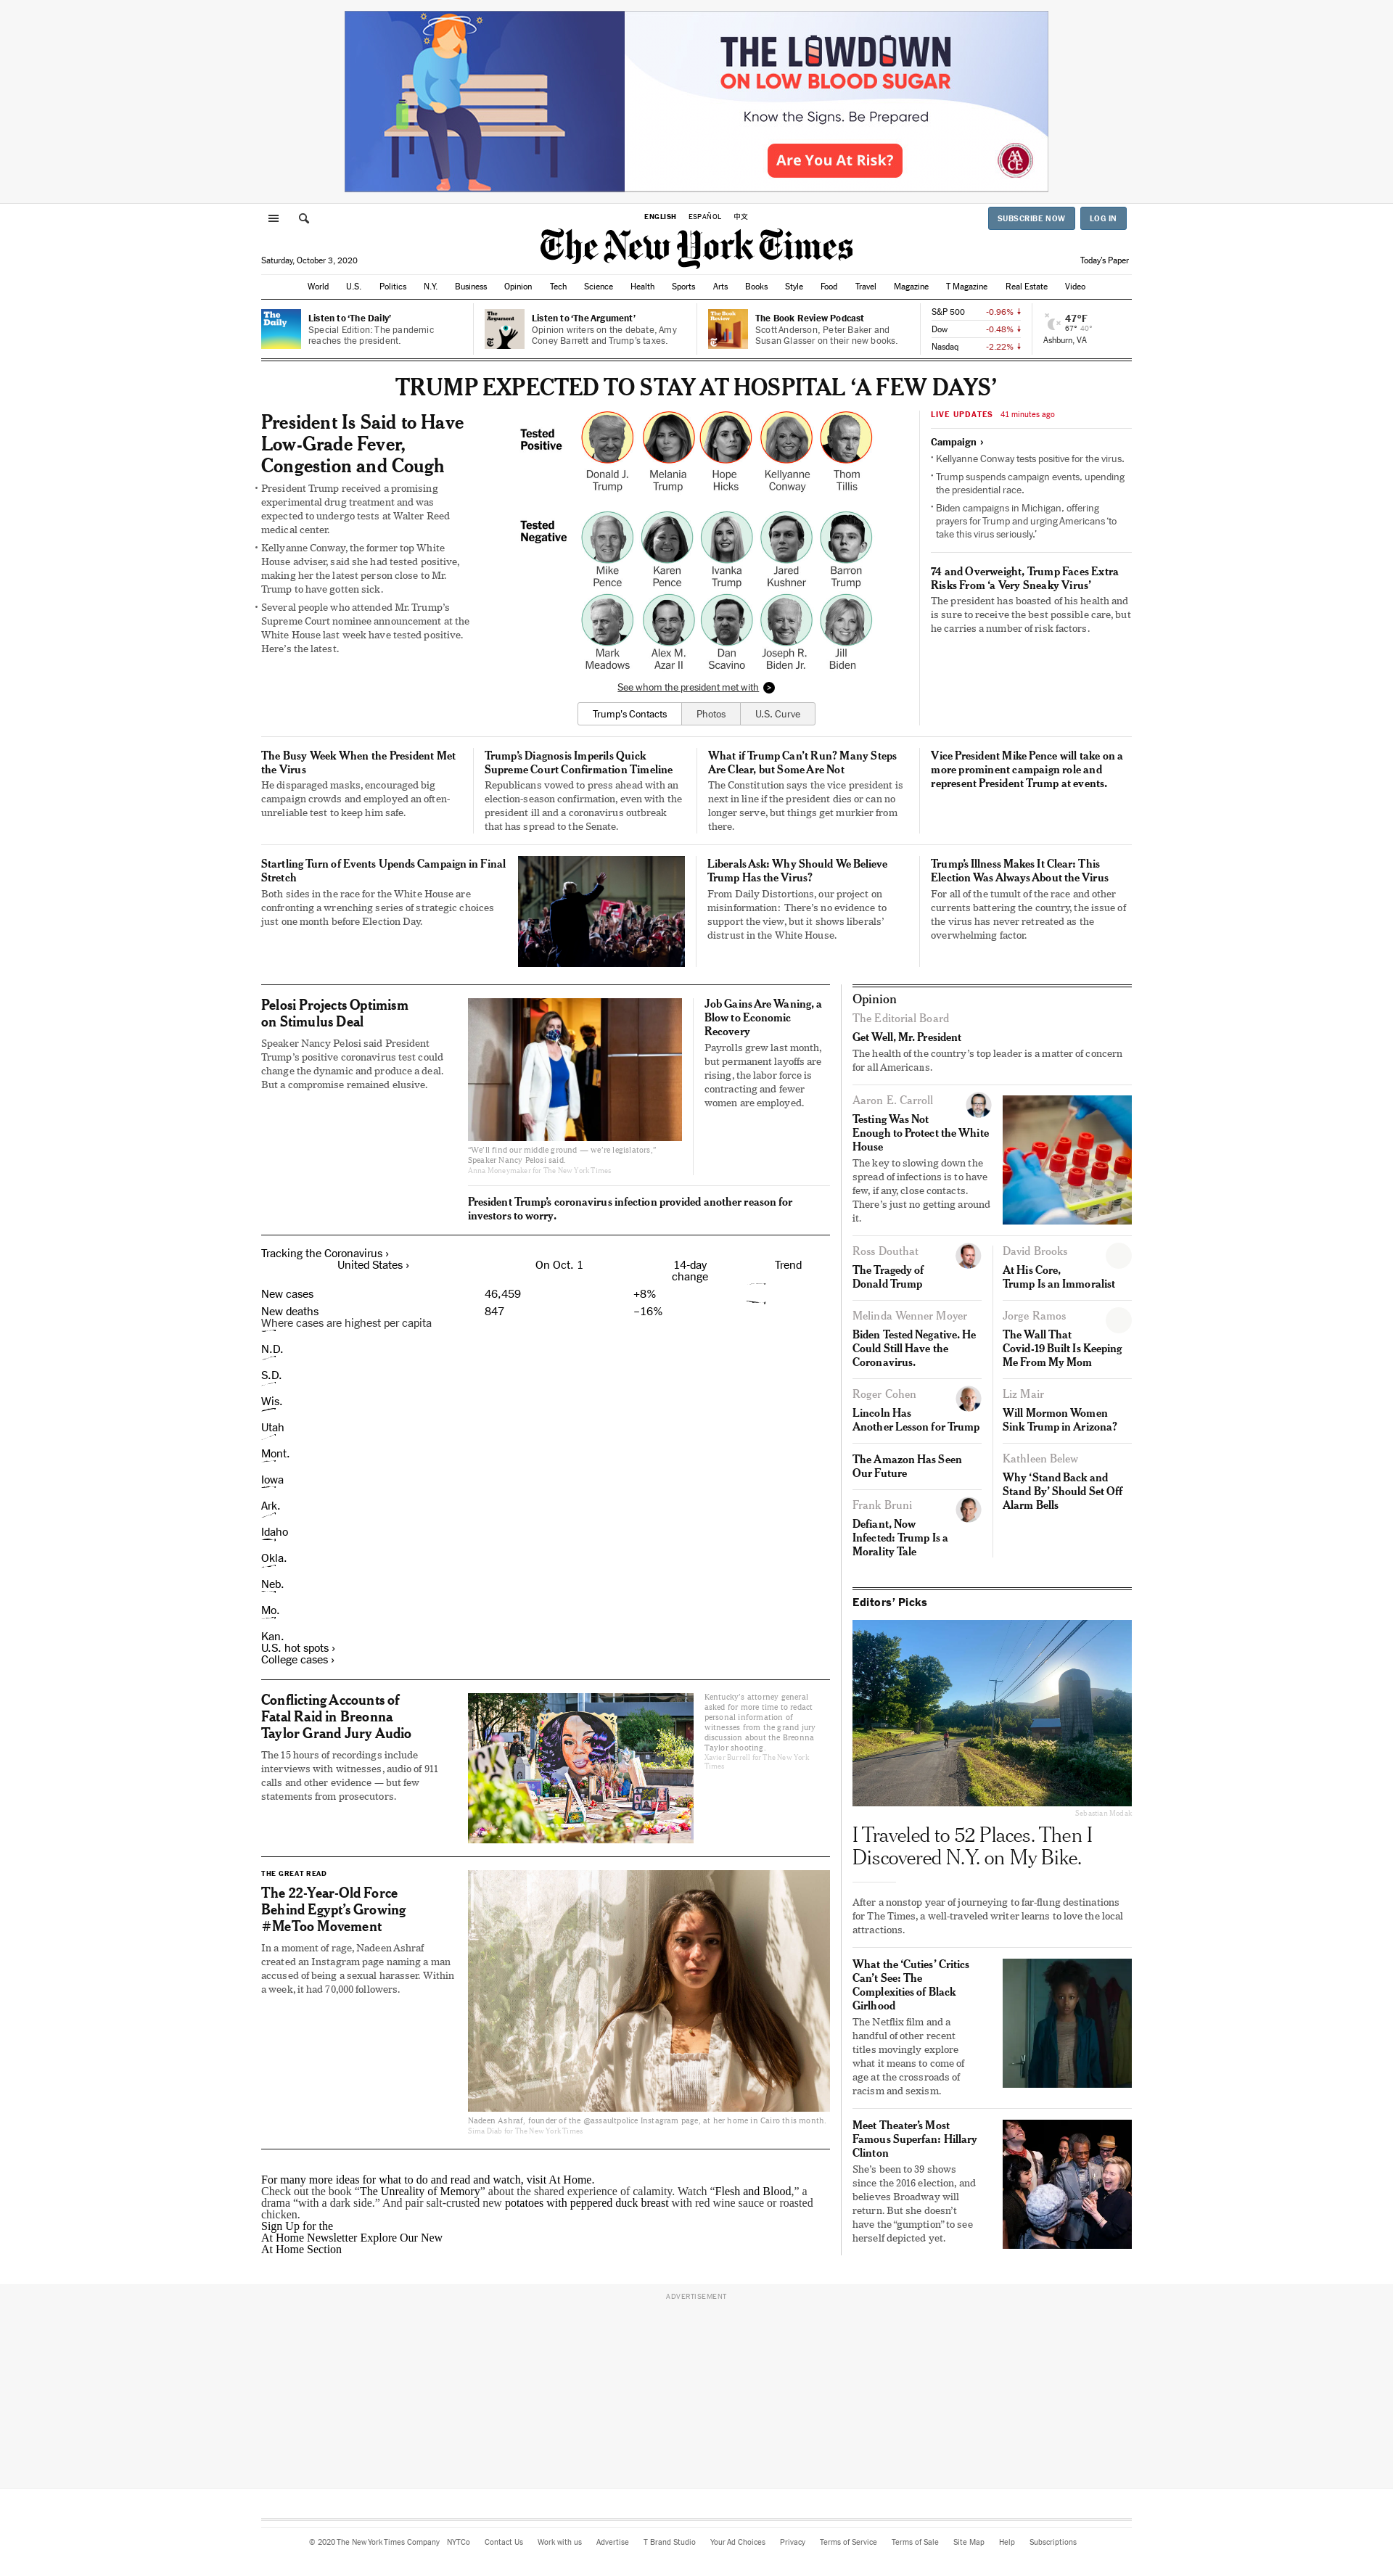 THE LOWDOWN
ON LOW BLOOD SUGAR
Know the Signs. Be Prepared
Are You At Risk?
AACE
ENGLISH ESPAÑOL 中文
SUBSCRIBE NOW LOG IN
The New York Times
Saturday, October 3, 2020
Today's Paper
World U.S. Politics N.Y. Business Opinion Tech Science Health Sports Arts Books Style Food Travel Magazine T Magazine Real Estate Video
The Daily
Listen to ‘The Daily’
Special Edition: The pandemic
reaches the president.
The Argument
Listen to ‘The Argument’
Opinion writers on the debate, Amy
Coney Barrett and Trump’s taxes.
The Book Review
The Book Review Podcast
Scott Anderson, Peter Baker and
Susan Glasser on their new books.
S&P 500 -0.96% ↓
Dow -0.48% ↓
Nasdaq -2.22% ↓
47°F
67° 40°
Ashburn, VA
TRUMP EXPECTED TO STAY AT HOSPITAL ‘A FEW DAYS’
President Is Said to Have
Low-Grade Fever,
Congestion and Cough
• President Trump received a promising
experimental drug treatment and was
expected to undergo tests at Walter Reed
medical center.
• Kellyanne Conway, the former top White
House adviser, said she had tested positive,
making her the latest person close to Mr.
Trump to have gotten sick.
• Several people who attended Mr. Trump’s
Supreme Court nominee announcement at the
White House last week have tested positive.
Here’s the latest.
Tested
Positive
Donald J.
Trump
Melania
Trump
Hope
Hicks
Kellyanne
Conway
Thom
Tillis
Tested
Negative
Mike
Pence
Karen
Pence
Ivanka
Trump
Jared
Kushner
Barron
Trump
Mark
Meadows
Alex M.
Azar II
Dan
Scavino
Joseph R.
Biden Jr.
Jill
Biden
See whom the president met with >
Trump’s Contacts Photos U.S. Curve
LIVE UPDATES 41 minutes ago
Campaign ›
• Kellyanne Conway tests positive for the virus.
• Trump suspends campaign events, upending
the presidential race.
• Biden campaigns in Michigan, offering
prayers for Trump and urging Americans ‘to
take this virus seriously.’
74 and Overweight, Trump Faces Extra
Risks From ‘a Very Sneaky Virus’
The president has boasted of his health and
is sure to receive the best possible care, but
he carries a number of risk factors.
The Busy Week When the President Met
the Virus
He disparaged masks, encouraged big
campaign crowds and employed an often-
unreliable test to keep him safe.
Trump’s Diagnosis Imperils Quick
Supreme Court Confirmation Timeline
Republicans vowed to press ahead with an
election-season confirmation, even with the
president ill and a coronavirus outbreak
that has spread to the Senate.
What if Trump Can’t Run? Many Steps
Are Clear, but Some Are Not
The Constitution says the vice president is
next in line if the president dies or can no
longer serve, but things get murkier from
there.
Vice President Mike Pence will take on a
more prominent campaign role and
represent President Trump at events.
Startling Turn of Events Upends Campaign in Final
Stretch
Both sides in the race for the White House are
confronting a wrenching series of strategic choices
just one month before Election Day.
Liberals Ask: Why Should We Believe
Trump Has the Virus?
From Daily Distortions, our project on
misinformation: There’s no evidence to
support the view, but it shows liberals’
distrust in the White House.
Trump’s Illness Makes It Clear: This
Election Was Always About the Virus
For all of the tumult of the race and other
currents battering the country, the issue of
the virus has never retreated as the
overwhelming factor.
Pelosi Projects Optimism
on Stimulus Deal
Speaker Nancy Pelosi said President
Trump’s positive coronavirus test could
change the dynamic and produce a deal.
But a compromise remained elusive.
“We’ll find our middle ground — we’re legislators,”
Speaker Nancy Pelosi said.
Anna Moneymaker for The New York Times
Job Gains Are Waning, a
Blow to Economic
Recovery
Payrolls grew last month,
but permanent layoffs are
rising, the labor force is
contracting and fewer
women are employed.
President Trump’s coronavirus infection provided another reason for
investors to worry.
Tracking the Coronavirus ›
United States › On Oct. 1 14-day
change Trend
New cases 46,459 +8%
New deaths 847 −16%
Where cases are highest per capita
N.D.
S.D.
Wis.
Utah
Mont.
Iowa
Ark.
Idaho
Okla.
Neb.
Mo.
Kan.
U.S. hot spots ›
College cases ›
Conflicting Accounts of
Fatal Raid in Breonna
Taylor Grand Jury Audio
The 15 hours of recordings include
interviews with witnesses, audio of 911
calls and other evidence — but few
statements from prosecutors.
Kentucky’s attorney general
asked for more time to redact
personal information of
witnesses from the grand jury
discussion about the Breonna
Taylor shooting.
Xavier Burrell for The New York
Times
THE GREAT READ
The 22-Year-Old Force
Behind Egypt’s Growing
#MeToo Movement
In a moment of rage, Nadeen Ashraf
created an Instagram page naming a man
accused of being a sexual harasser. Within
a week, it had 70,000 followers.
Nadeen Ashraf, founder of the @assaultpolice Instagram page, at her home in Cairo this month.
Sima Diab for The New York Times
For many more ideas for what to do and read and watch, visit At Home.
Check out the book “The Unreality of Memory” about the shared experience of calamity. Watch “Flesh and Blood,” a
drama “with a dark side.” And pair salt-crusted new potatoes with peppered duck breast with red wine sauce or roasted
chicken.
Sign Up for the
At Home Newsletter Explore Our New
At Home Section
Opinion
The Editorial Board
Get Well, Mr. President
The health of the country’s top leader is a matter of concern
for all Americans.
Aaron E. Carroll
Testing Was Not
Enough to Protect the White
House
The key to slowing down the
spread of infections is to have
few, if any, close contacts.
There’s just no getting around
it.
Ross Douthat
The Tragedy of
Donald Trump
Melinda Wenner Moyer
Biden Tested Negative. He
Could Still Have the
Coronavirus.
Roger Cohen
Lincoln Has
Another Lesson for Trump
The Amazon Has Seen
Our Future
Frank Bruni
Defiant, Now
Infected: Trump Is a
Morality Tale
David Brooks
At His Core,
Trump Is an Immoralist
Jorge Ramos
The Wall That
Covid-19 Built Is Keeping
Me From My Mom
Liz Mair
Will Mormon Women
Sink Trump in Arizona?
Kathleen Belew
Why ‘Stand Back and
Stand By’ Should Set Off
Alarm Bells
Editors’ Picks
Sebastian Modak
I Traveled to 52 Places. Then I
Discovered N.Y. on My Bike.
After a nonstop year of journeying to far-flung destinations
for The Times, a well-traveled writer learns to love the local
attractions.
What the ‘Cuties’ Critics
Can’t See: The
Complexities of Black
Girlhood
The Netflix film and a
handful of other recent
titles movingly explore
what it means to come of
age at the crossroads of
racism and sexism.
Meet Theater’s Most
Famous Superfan: Hillary
Clinton
She’s been to 39 shows
since the 2016 election, and
believes Broadway will
return. But she doesn’t
have the “gumption” to see
herself depicted yet.
ADVERTISEMENT
© 2020 The New York Times Company NYTCo Contact Us Work with us Advertise T Brand Studio Your Ad Choices Privacy Terms of Service Terms of Sale Site Map Help Subscriptions